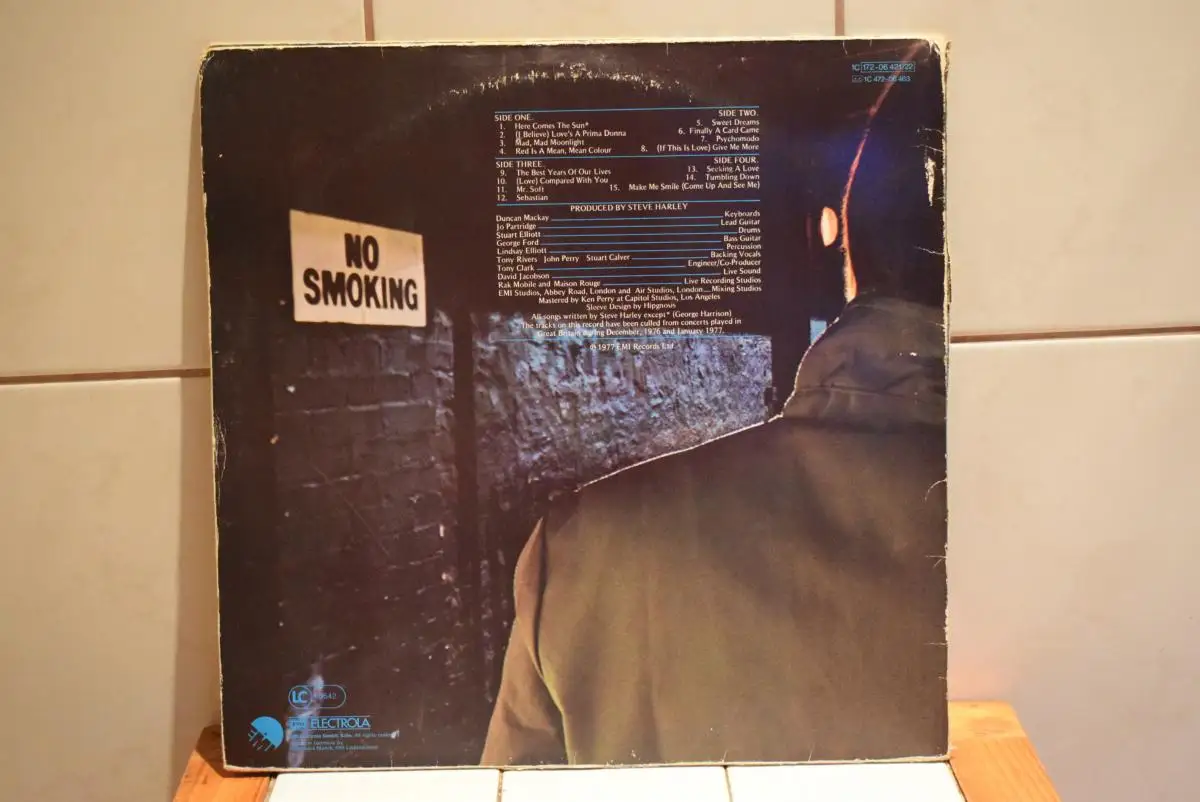 1C 172-06 421/22
1C 472-06 463
SIDE ONE.
1. Here Comes The Sun*
2. (I Believe) Love's A Prima Donna
3. Mad, Mad Moonlight
4. Red Is A Mean, Mean Colour
SIDE TWO.
5. Sweet Dreams
6. Finally A Card Came
7. Psychomodo
8. (If This Is Love) Give Me More
SIDE THREE.
9. The Best Years Of Our Lives
10. (Love) Compared With You
11. Mr. Soft
12. Sebastian
SIDE FOUR.
13. Seeking A Love
14. Tumbling Down
15. Make Me Smile (Come Up And See Me)
PRODUCED BY STEVE HARLEY
Duncan Mackay Keyboards
Jo Partridge Lead Guitar
Stuart Elliott Drums
George Ford Bass Guitar
Lindsay Elliott Percussion
Tony Rivers John Perry Stuart Calver Backing Vocals
Tony Clark Engineer/Co-Producer
David Jacobson Live Sound
Rak Mobile and Maison Rouge Live Recording Studios
EMI Studios, Abbey Road, London and Air Studios, London Mixing Studios
Mastered by Ken Perry at Capitol Studios, Los Angeles
Sleeve Design by Hipgnosis
All songs written by Steve Harley except* (George Harrison)
The tracks on this record have been culled from concerts played in
Great Britain during December, 1976 and January 1977.
℗ 1977 EMI Records Ltd.
NO
SMOKING
LC 0542
EMI ELECTROLA
All rights reserved